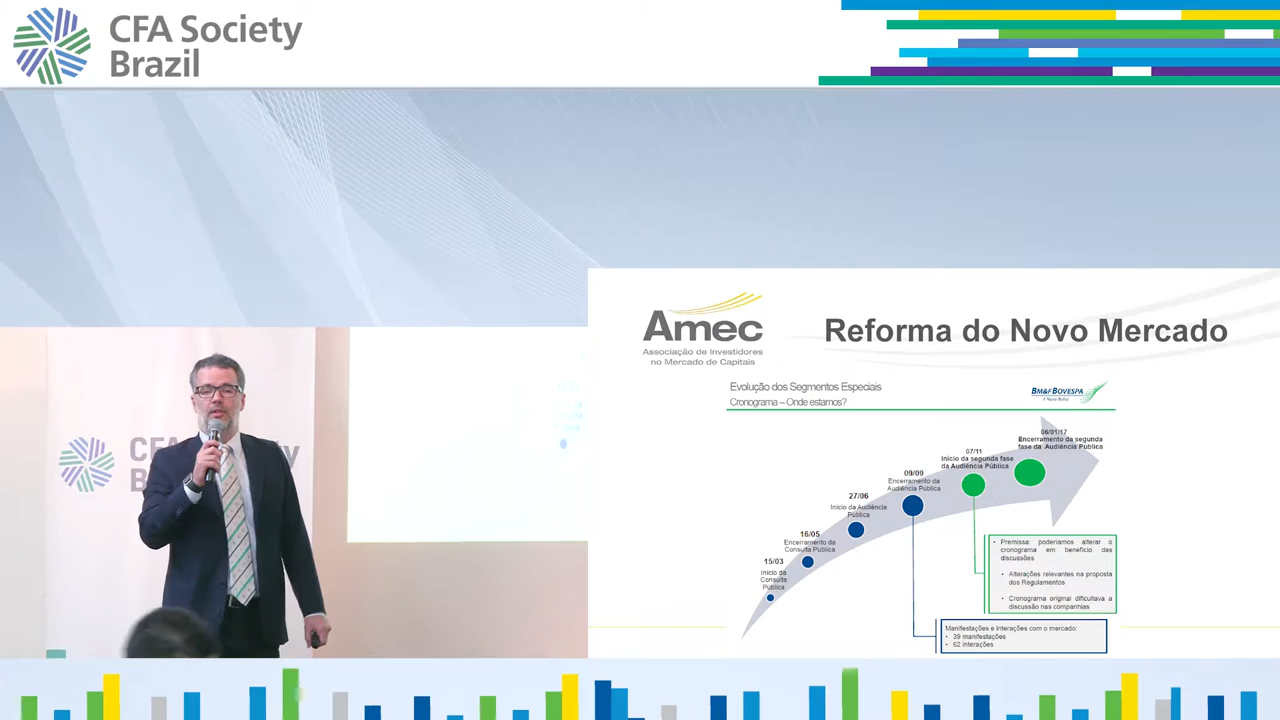 CFA Society
Brazil
Amec
Associação de Investidores
no Mercado de Capitais
Reforma do Novo Mercado
Evolução dos Segmentos Especiais
Cronograma – Onde estamos?
BM&FBOVESPA
A Nova Bolsa
06/01/17
Encerramento da segunda
fase da Audiência Pública
07/11
Início da segunda fase
da Audiência Pública
09/09
Encerramento da
Audiência Pública
27/06
Início da Audiência
Pública
16/05
Encerramento da
Consulta Pública
15/03
Início da
Consulta
Pública
• Premissa: poderíamos alterar o
cronograma em benefício das
discussões
• Alterações relevantes na proposta
dos Regulamentos
• Cronograma original dificultava a
discussão nas companhias
Manifestações e interações com o mercado:
• 39 manifestações
• 62 interações